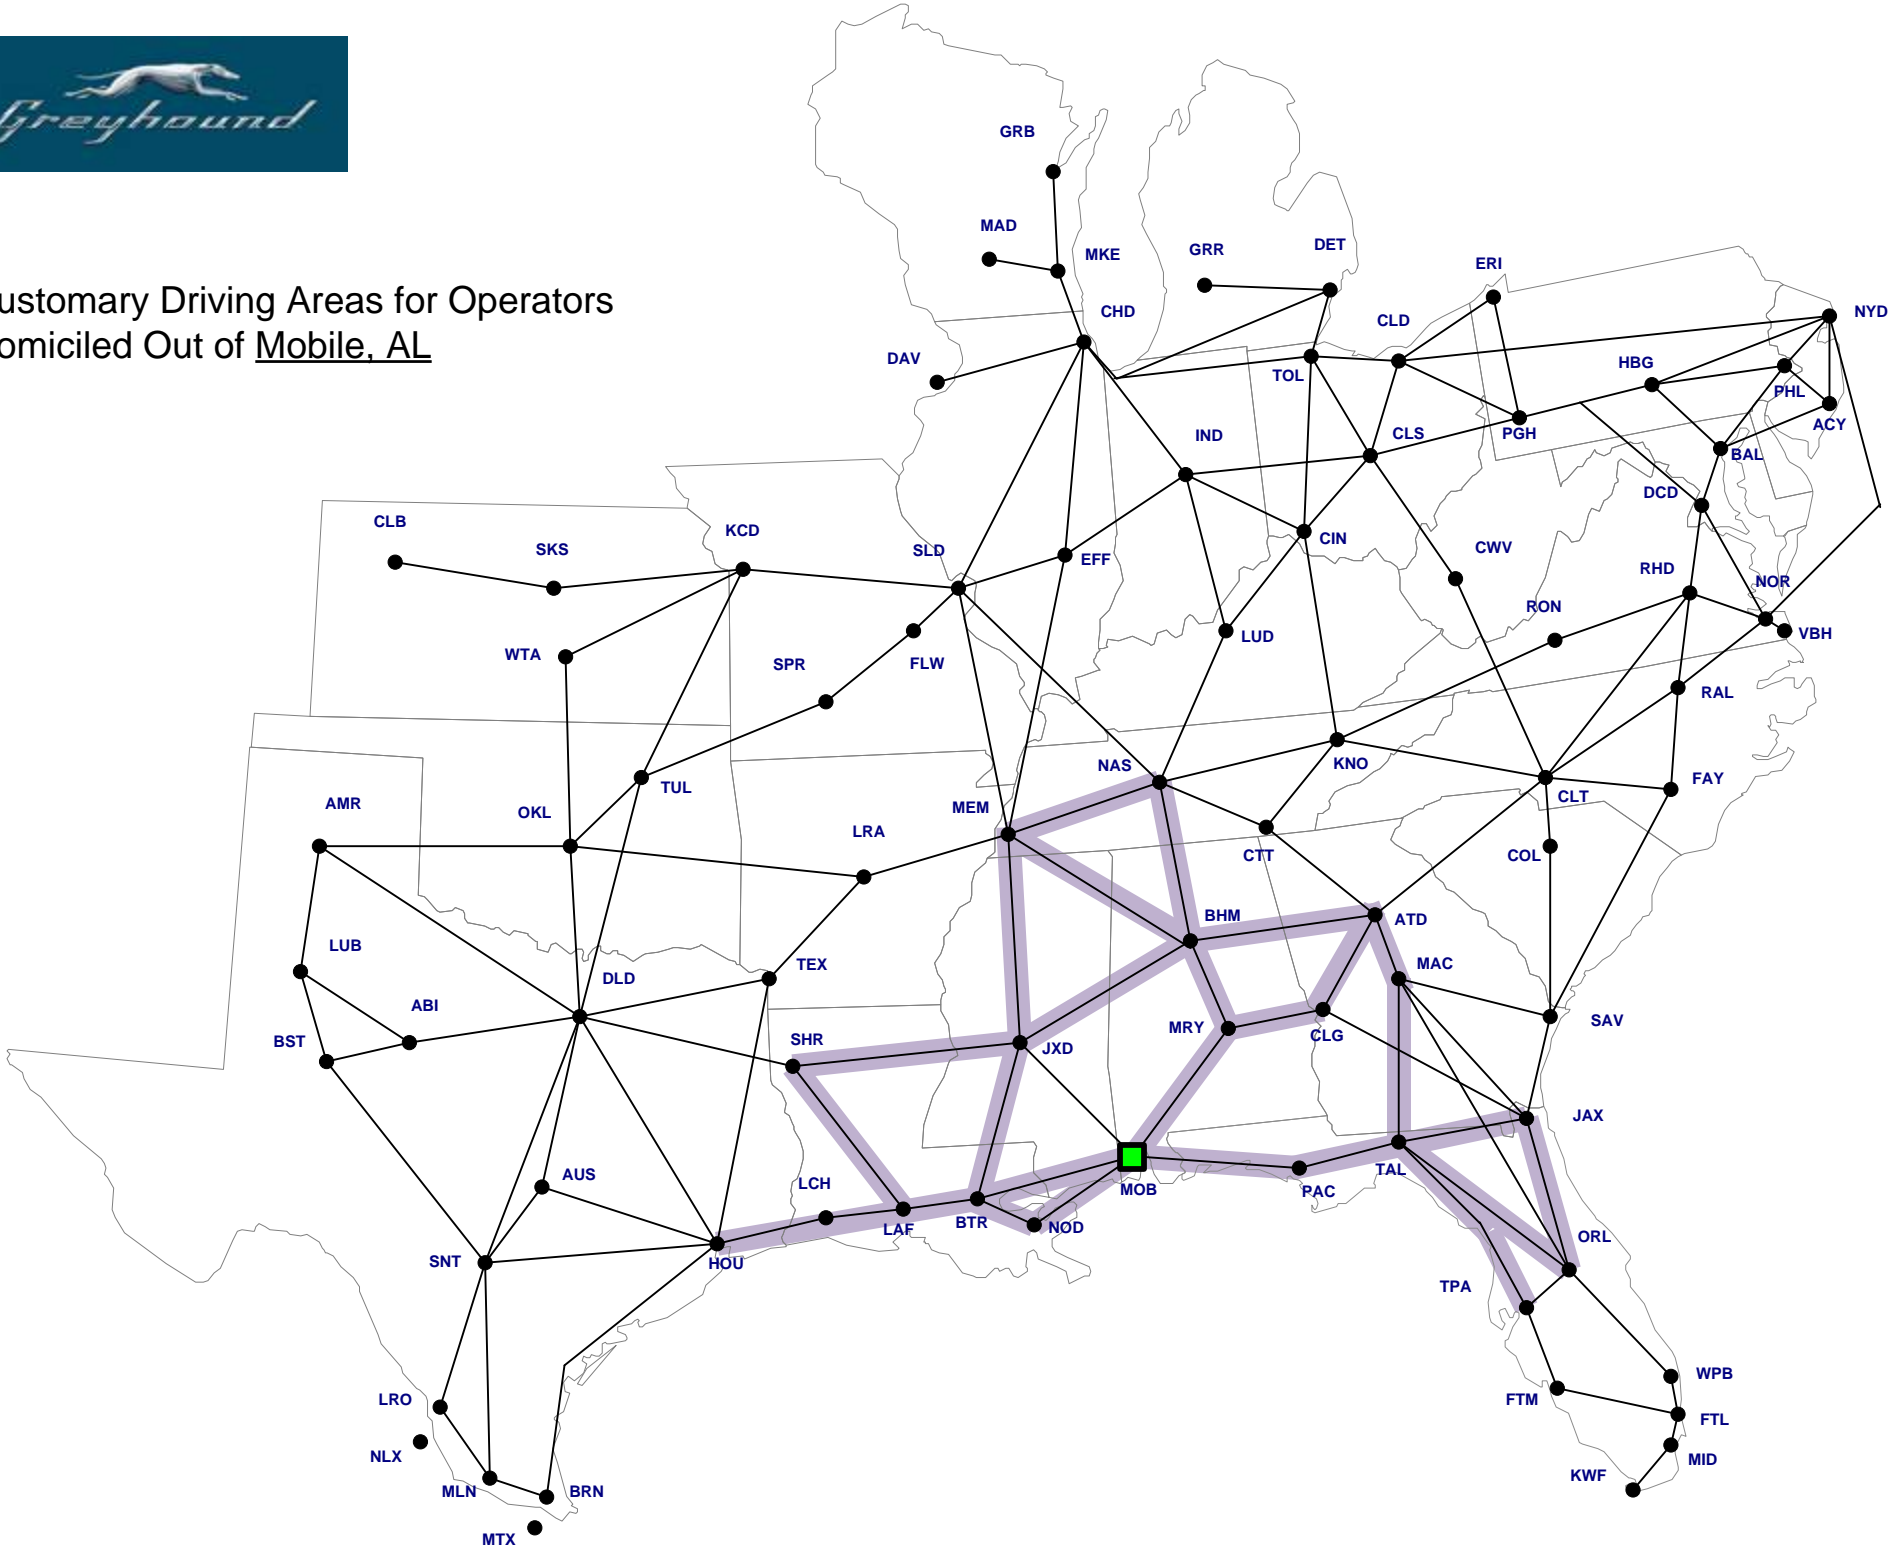 Greyhound
GRB
MAD
MKE
GRR
DET
ERI
ustomary Driving Areas for Operators
omiciled Out of Mobile, AL
CHD
CLD
NYD
DAV
TOL
HBG
PHL
ACY
IND
CLS
PGH
BAL
DCD
CLB
SKS
KCD
SLD
EFF
CIN
CWV
RHD
NOR
RON
VBH
WTA
SPR
FLW
LUD
RAL
NAS
KNO
FAY
AMR
OKL
TUL
MEM
CLT
LRA
CTT
COL
LUB
BHM
ATD
ABI
DLD
TEX
MAC
BST
SHR
JXD
MRY
CLG
SAV
JAX
AUS
LCH
MOB
PAC
TAL
LAF
BTR
NOD
ORL
SNT
HOU
TPA
LRO
WPB
FTM
FTL
NLX
MID
MLN
BRN
KWF
MTX